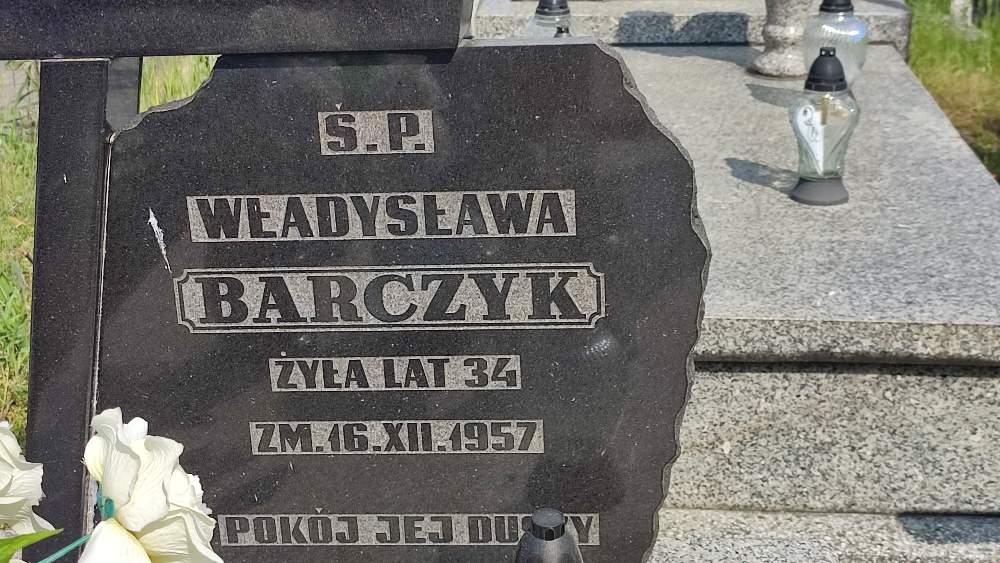 Ś. P.
WŁADYSŁAWA
BARCZYK
ŻYŁA LAT 34
ZM. 16.XII.1957
POKÓJ JEJ